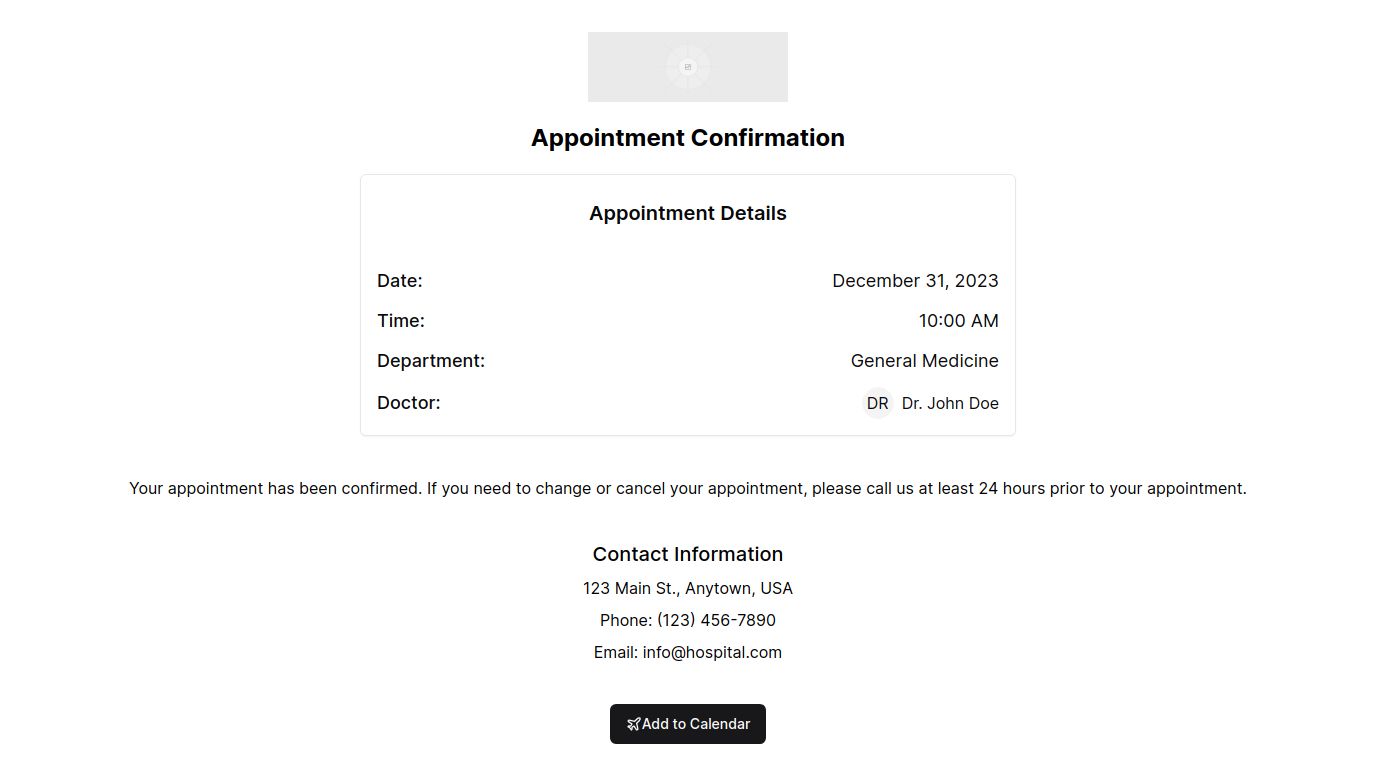 Appointment Confirmation
Appointment Details
Date: December 31, 2023
Time: 10:00 AM
Department: General Medicine
Doctor: DR Dr. John Doe
Your appointment has been confirmed. If you need to change or cancel your appointment, please call us at least 24 hours prior to your appointment.
Contact Information
123 Main St., Anytown, USA
Phone: (123) 456-7890
Email: info@hospital.com
Add to Calendar